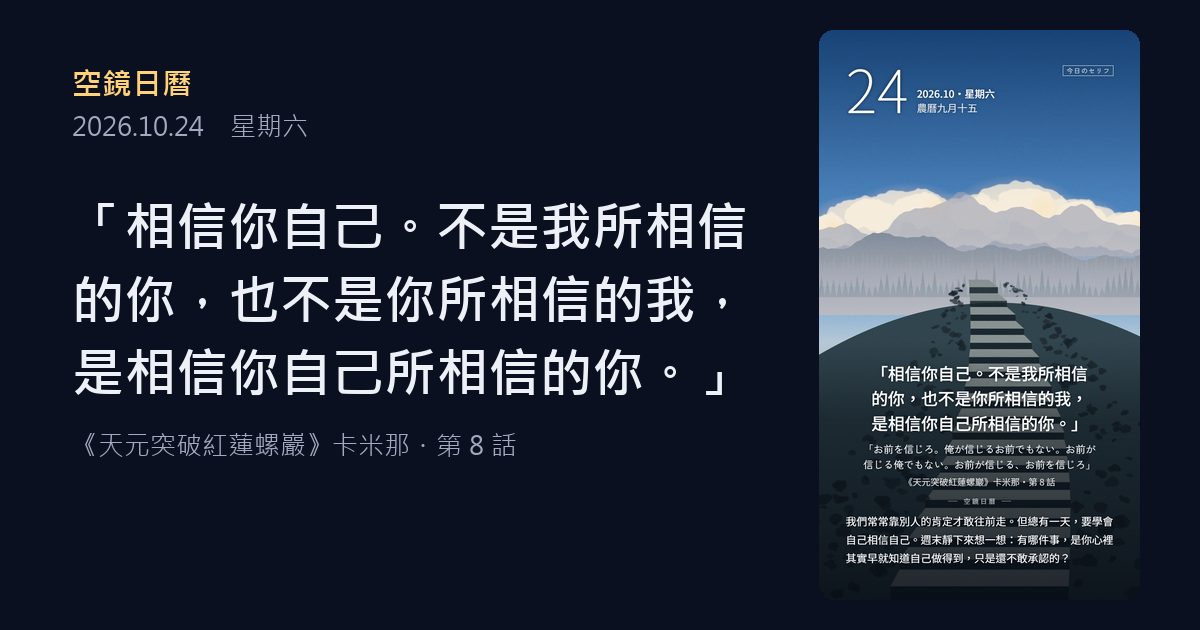 空鏡日曆
2026.10.24　星期六
「相信你自己。不是我所相信
的你，也不是你所相信的我，
是相信你自己所相信的你。」
《天元突破紅蓮螺巖》卡米那・第 8 話
24
2026.10・星期六
農曆九月十五
今日のセリフ
「相信你自己。不是我所相信
的你，也不是你所相信的我，
是相信你自己所相信的你。」
「お前を信じろ。俺が信じるお前でもない。お前が
信じる俺でもない。お前が信じる、お前を信じろ」
《天元突破紅蓮螺巖》卡米那・第 8 話
— 空鏡日曆 —
我們常常靠別人的肯定才敢往前走。但總有一天，要學會
自己相信自己。週末靜下來想一想：有哪件事，是你心裡
其實早就知道自己做得到，只是還不敢承認的？